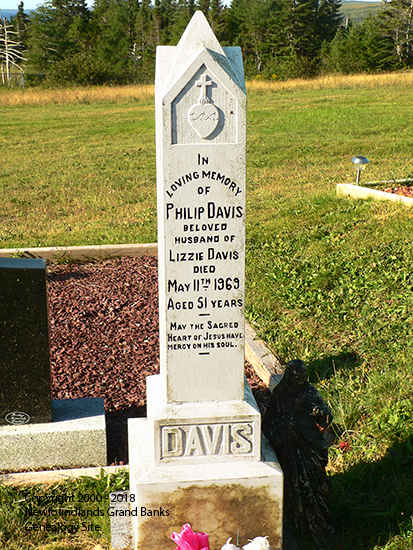 IN
LOVING MEMORY
OF
PHILIP DAVIS
BELOVED
HUSBAND OF
LIZZIE DAVIS
DIED
MAY 11TH 1969
AGED 51 YEARS
MAY THE SACRED
HEART OF JESUS HAVE
MERCY ON HIS SOUL.
DAVIS
Copyright 2000 - 2018
Newfoundlands Grand Banks
Genealogy Site